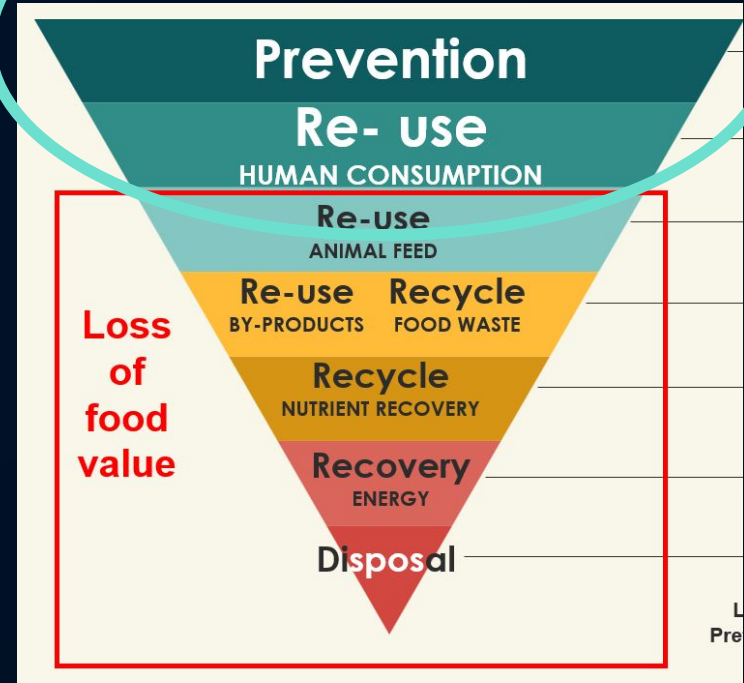 Prevention
Re- use
HUMAN CONSUMPTION
Re-use
ANIMAL FEED
Re-use Recycle
BY-PRODUCTS FOOD WASTE
Recycle
NUTRIENT RECOVERY
Recovery
ENERGY
Disposal
Loss
of
food
value